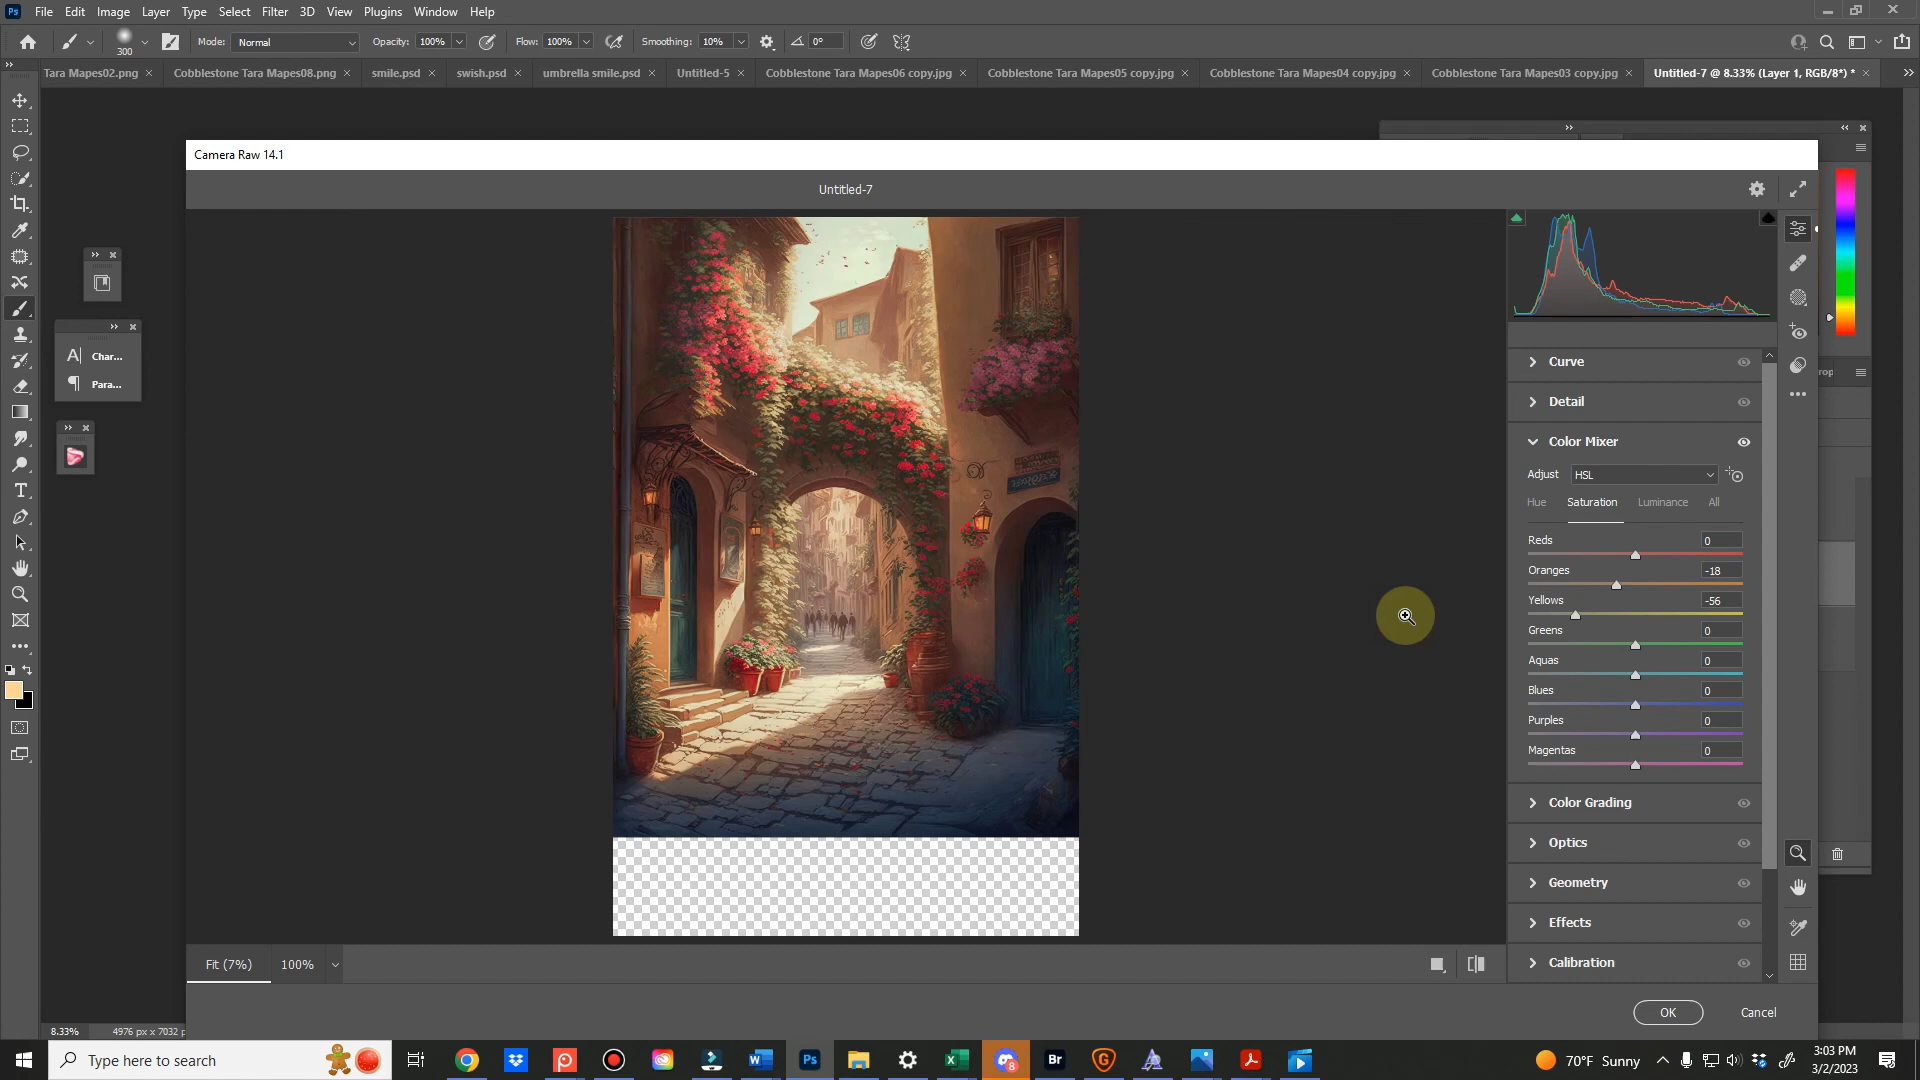 Ps File Edit Image Layer Type Select Filter 3D View Plugins Window Help
300 Mode: Normal Opacity: 100% Flow: 100% Smoothing: 10% 0°
Tara Mapes02.png × Cobblestone Tara Mapes08.png × smile.psd × swish.psd × umbrella smile.psd × Untitled-5 × Cobblestone Tara Mapes06 copy.jpg × Cobblestone Tara Mapes05 copy.jpg × Cobblestone Tara Mapes04 copy.jpg × Cobblestone Tara Mapes03 copy.jpg × Untitled-7 @ 8.33% (Layer 1, RGB/8*) * ×
Camera Raw 14.1
Untitled-7
Char...
Para...
Curve
rop
Detail
Color Mixer
Adjust HSL
Hue Saturation Luminance All
Reds 0
Oranges -18
Yellows -56
Greens 0
Aquas 0
Blues 0
Purples 0
Magentas 0
Color Grading
Optics
Geometry
Effects
Calibration
Fit (7%) 100%
OK Cancel
8.33% 4976 px x 7032 p
Type here to search
W Ps 8 Br
70°F Sunny
3:03 PM
3/2/2023